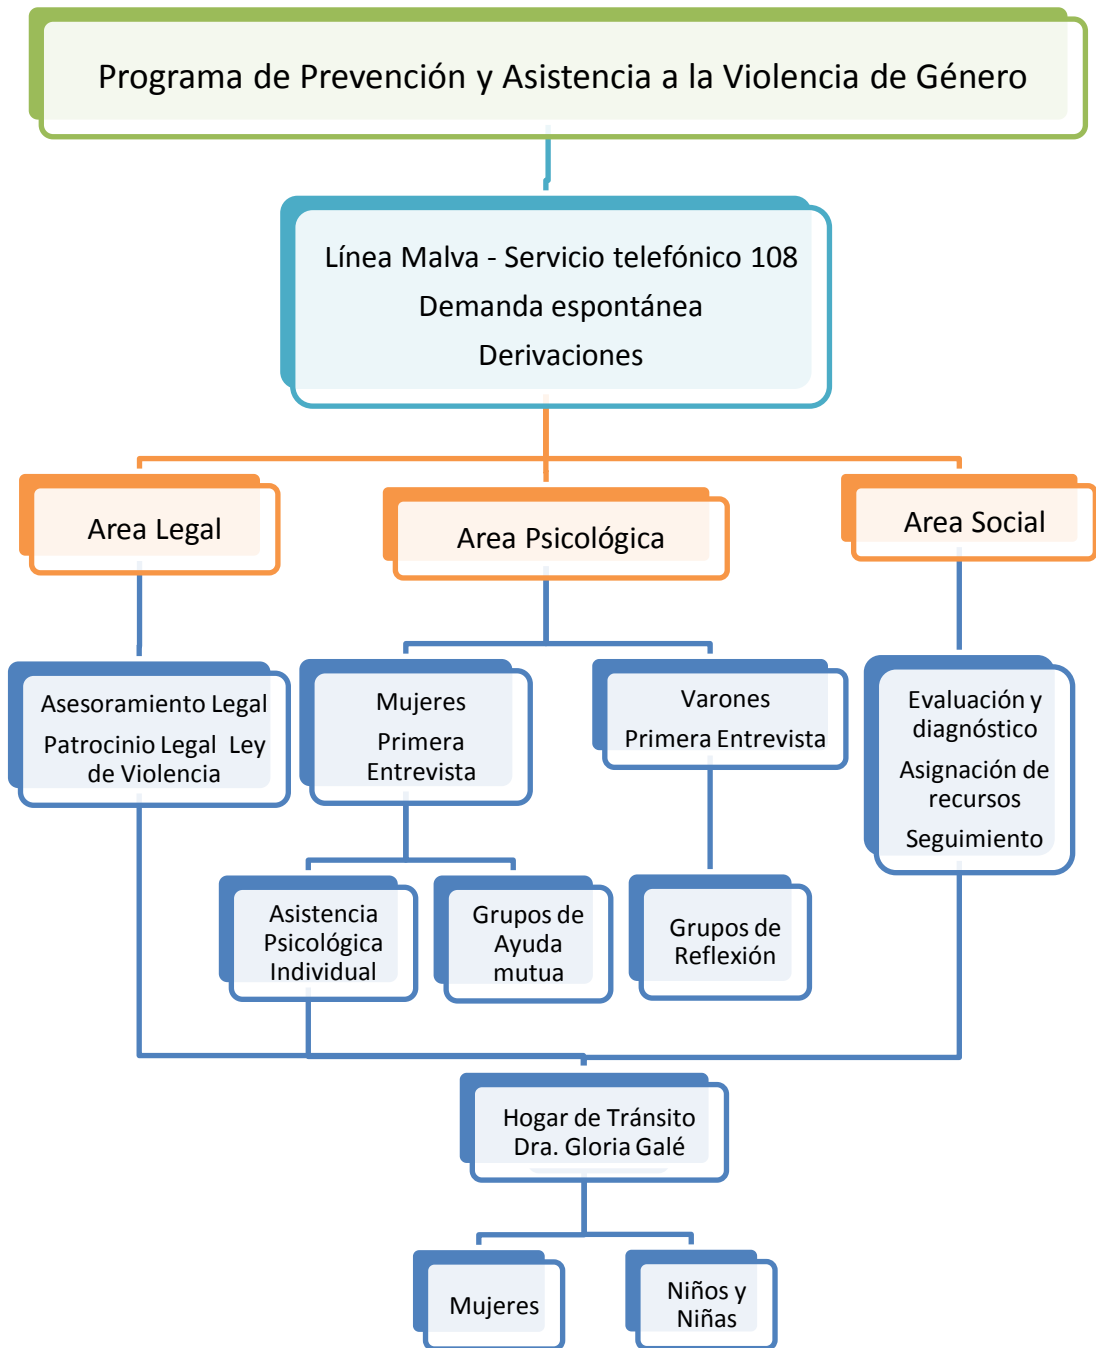 Programa de Prevención y Asistencia a la Violencia de Género
Línea Malva - Servicio telefónico 108
Demanda espontánea
Derivaciones
Area Legal
Area Psicológica
Area Social
Asesoramiento Legal
Patrocinio Legal Ley
de Violencia
Mujeres
Primera
Entrevista
Varones
Primera Entrevista
Evaluación y
diagnóstico
Asignación de
recursos
Seguimiento
Asistencia
Psicológica
Individual
Grupos de
Ayuda
mutua
Grupos de
Reflexión
Hogar de Tránsito
Dra. Gloria Galé
Mujeres
Niños y
Niñas